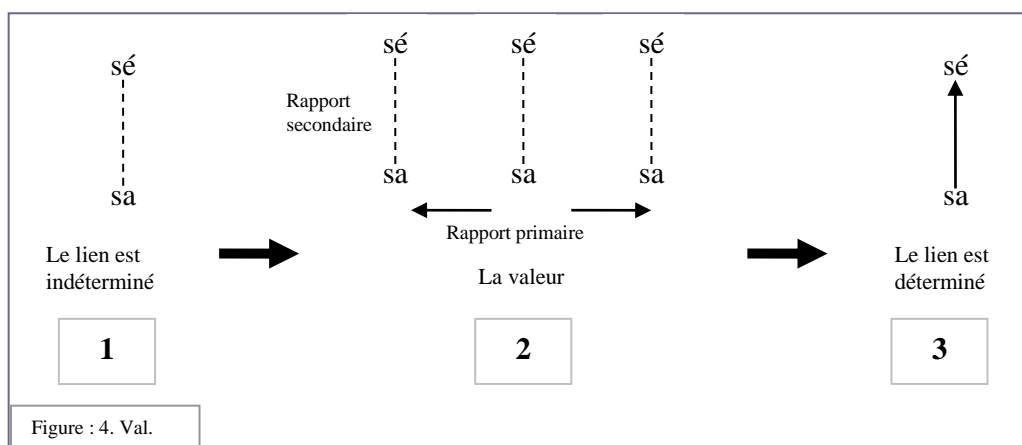 sé
sa
Le lien est
indéterminé
1
sé sé sé
Rapport
secondaire
sa sa sa
Rapport primaire
La valeur
2
sé
sa
Le lien est
déterminé
3
Figure : 4. Val.